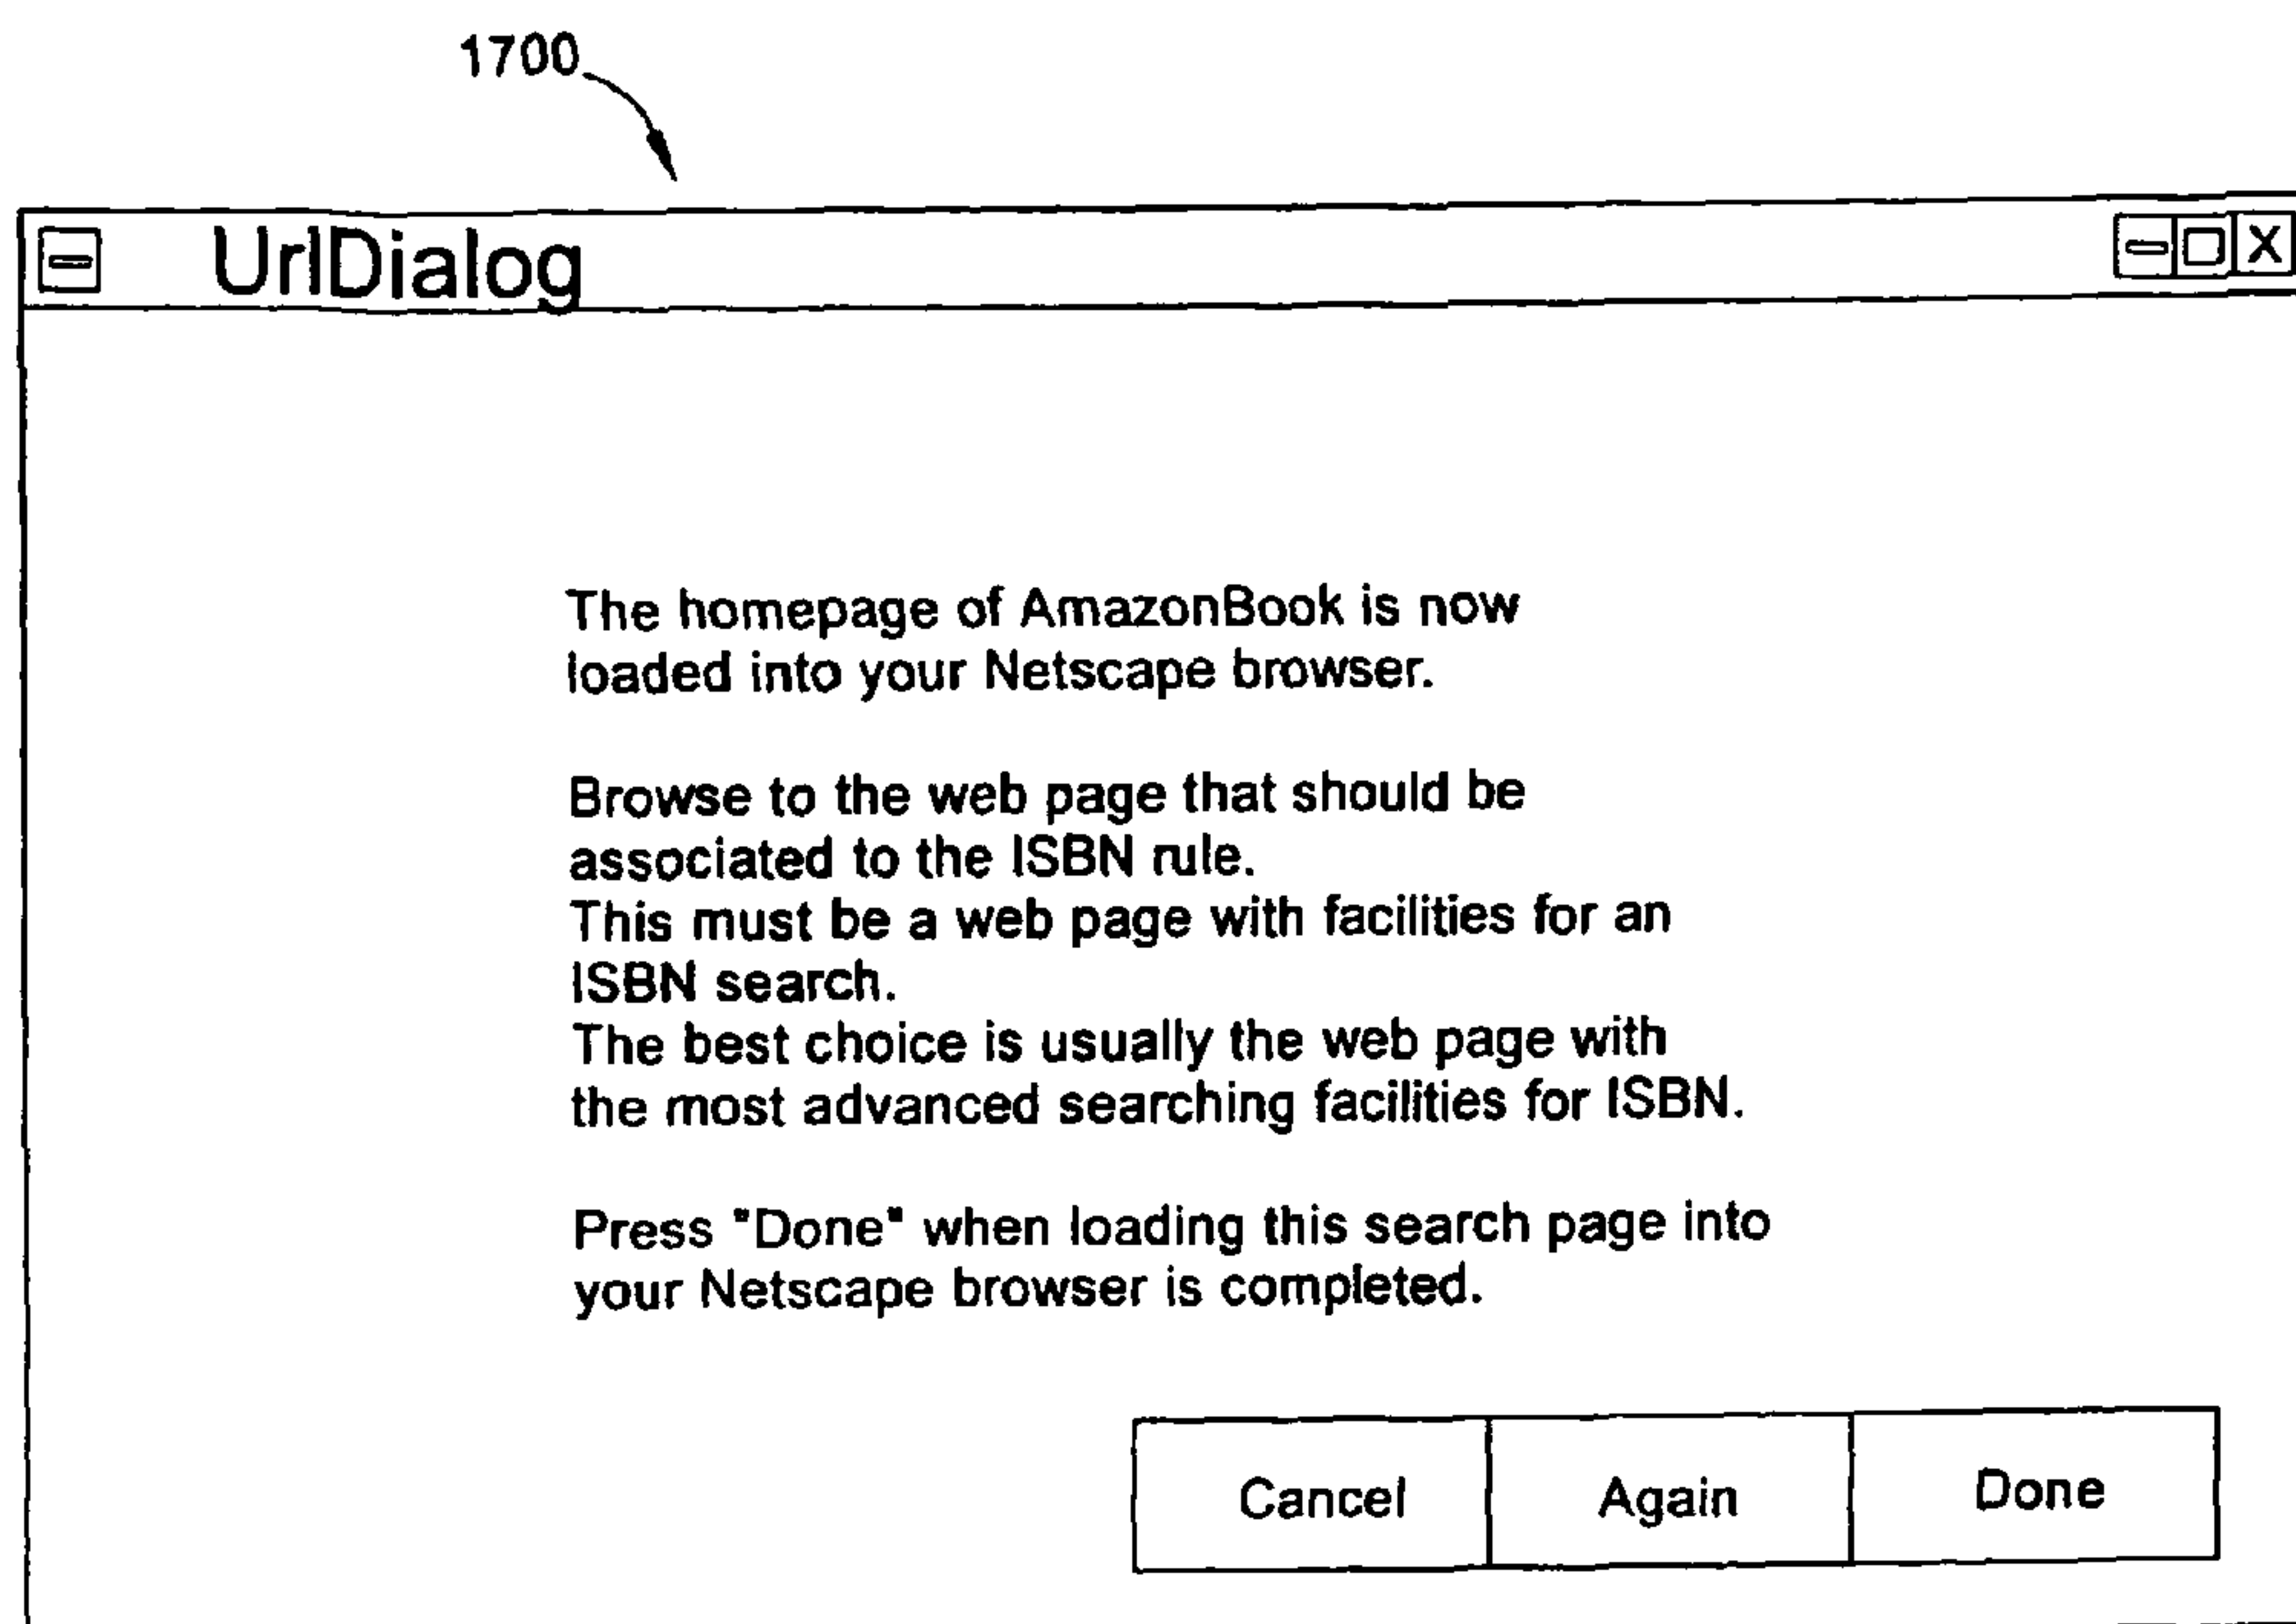 1700
UrlDialog
X
The homepage of AmazonBook is now
loaded into your Netscape browser.
Browse to the web page that should be
associated to the ISBN rule.
This must be a web page with facilities for an
ISBN search.
The best choice is usually the web page with
the most advanced searching facilities for ISBN.
Press "Done" when loading this search page into
your Netscape browser is completed.
Cancel Again Done